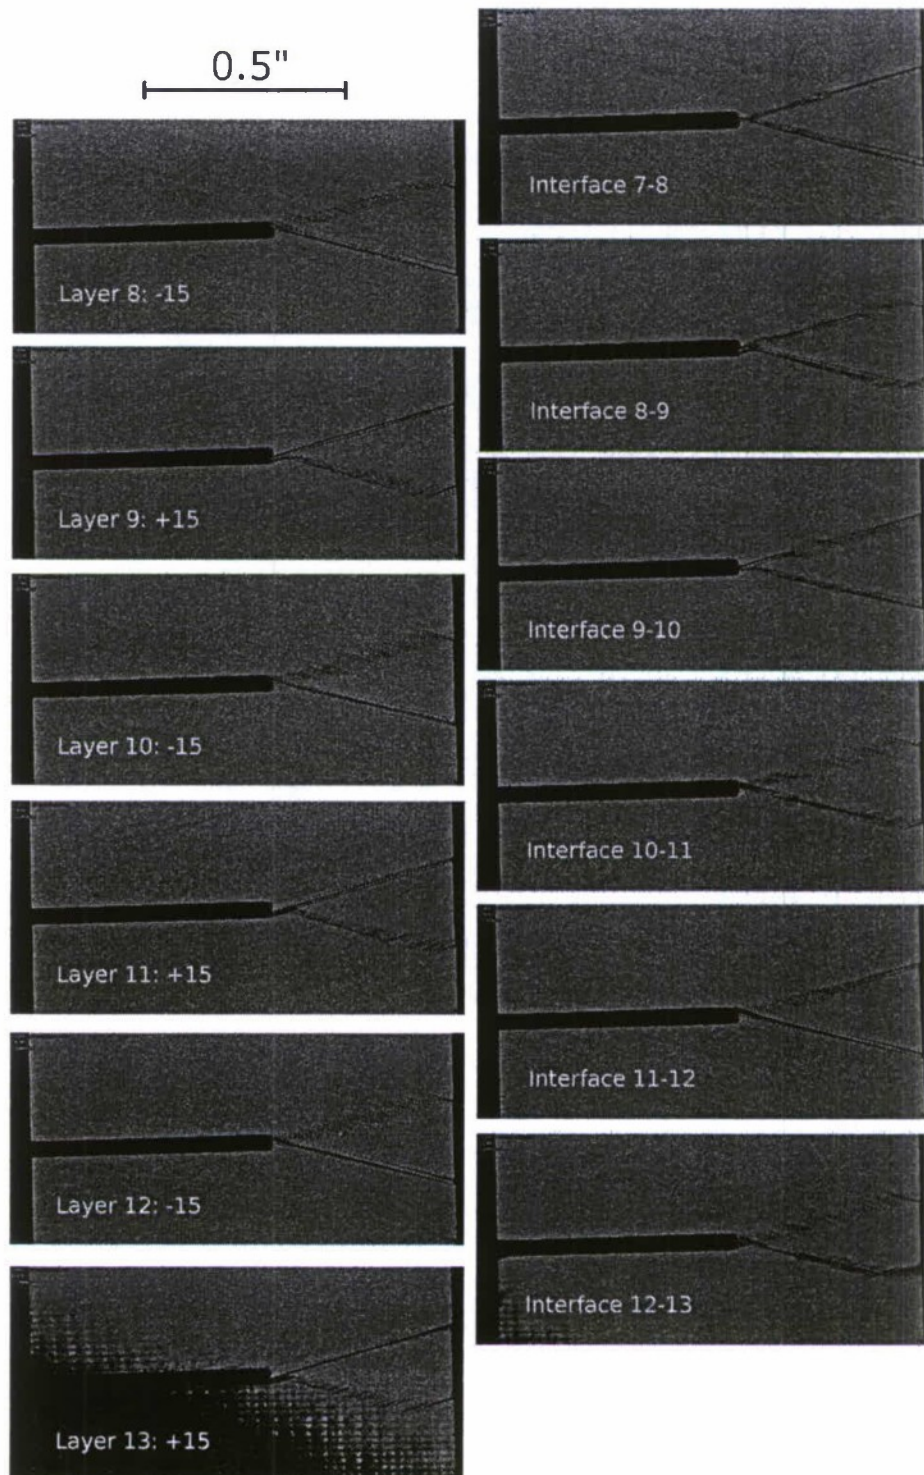 0.5"
Layer 8: -15
Layer 9: +15
Layer 10: -15
Layer 11: +15
Layer 12: -15
Layer 13: +15
Interface 7-8
Interface 8-9
Interface 9-10
Interface 10-11
Interface 11-12
Interface 12-13